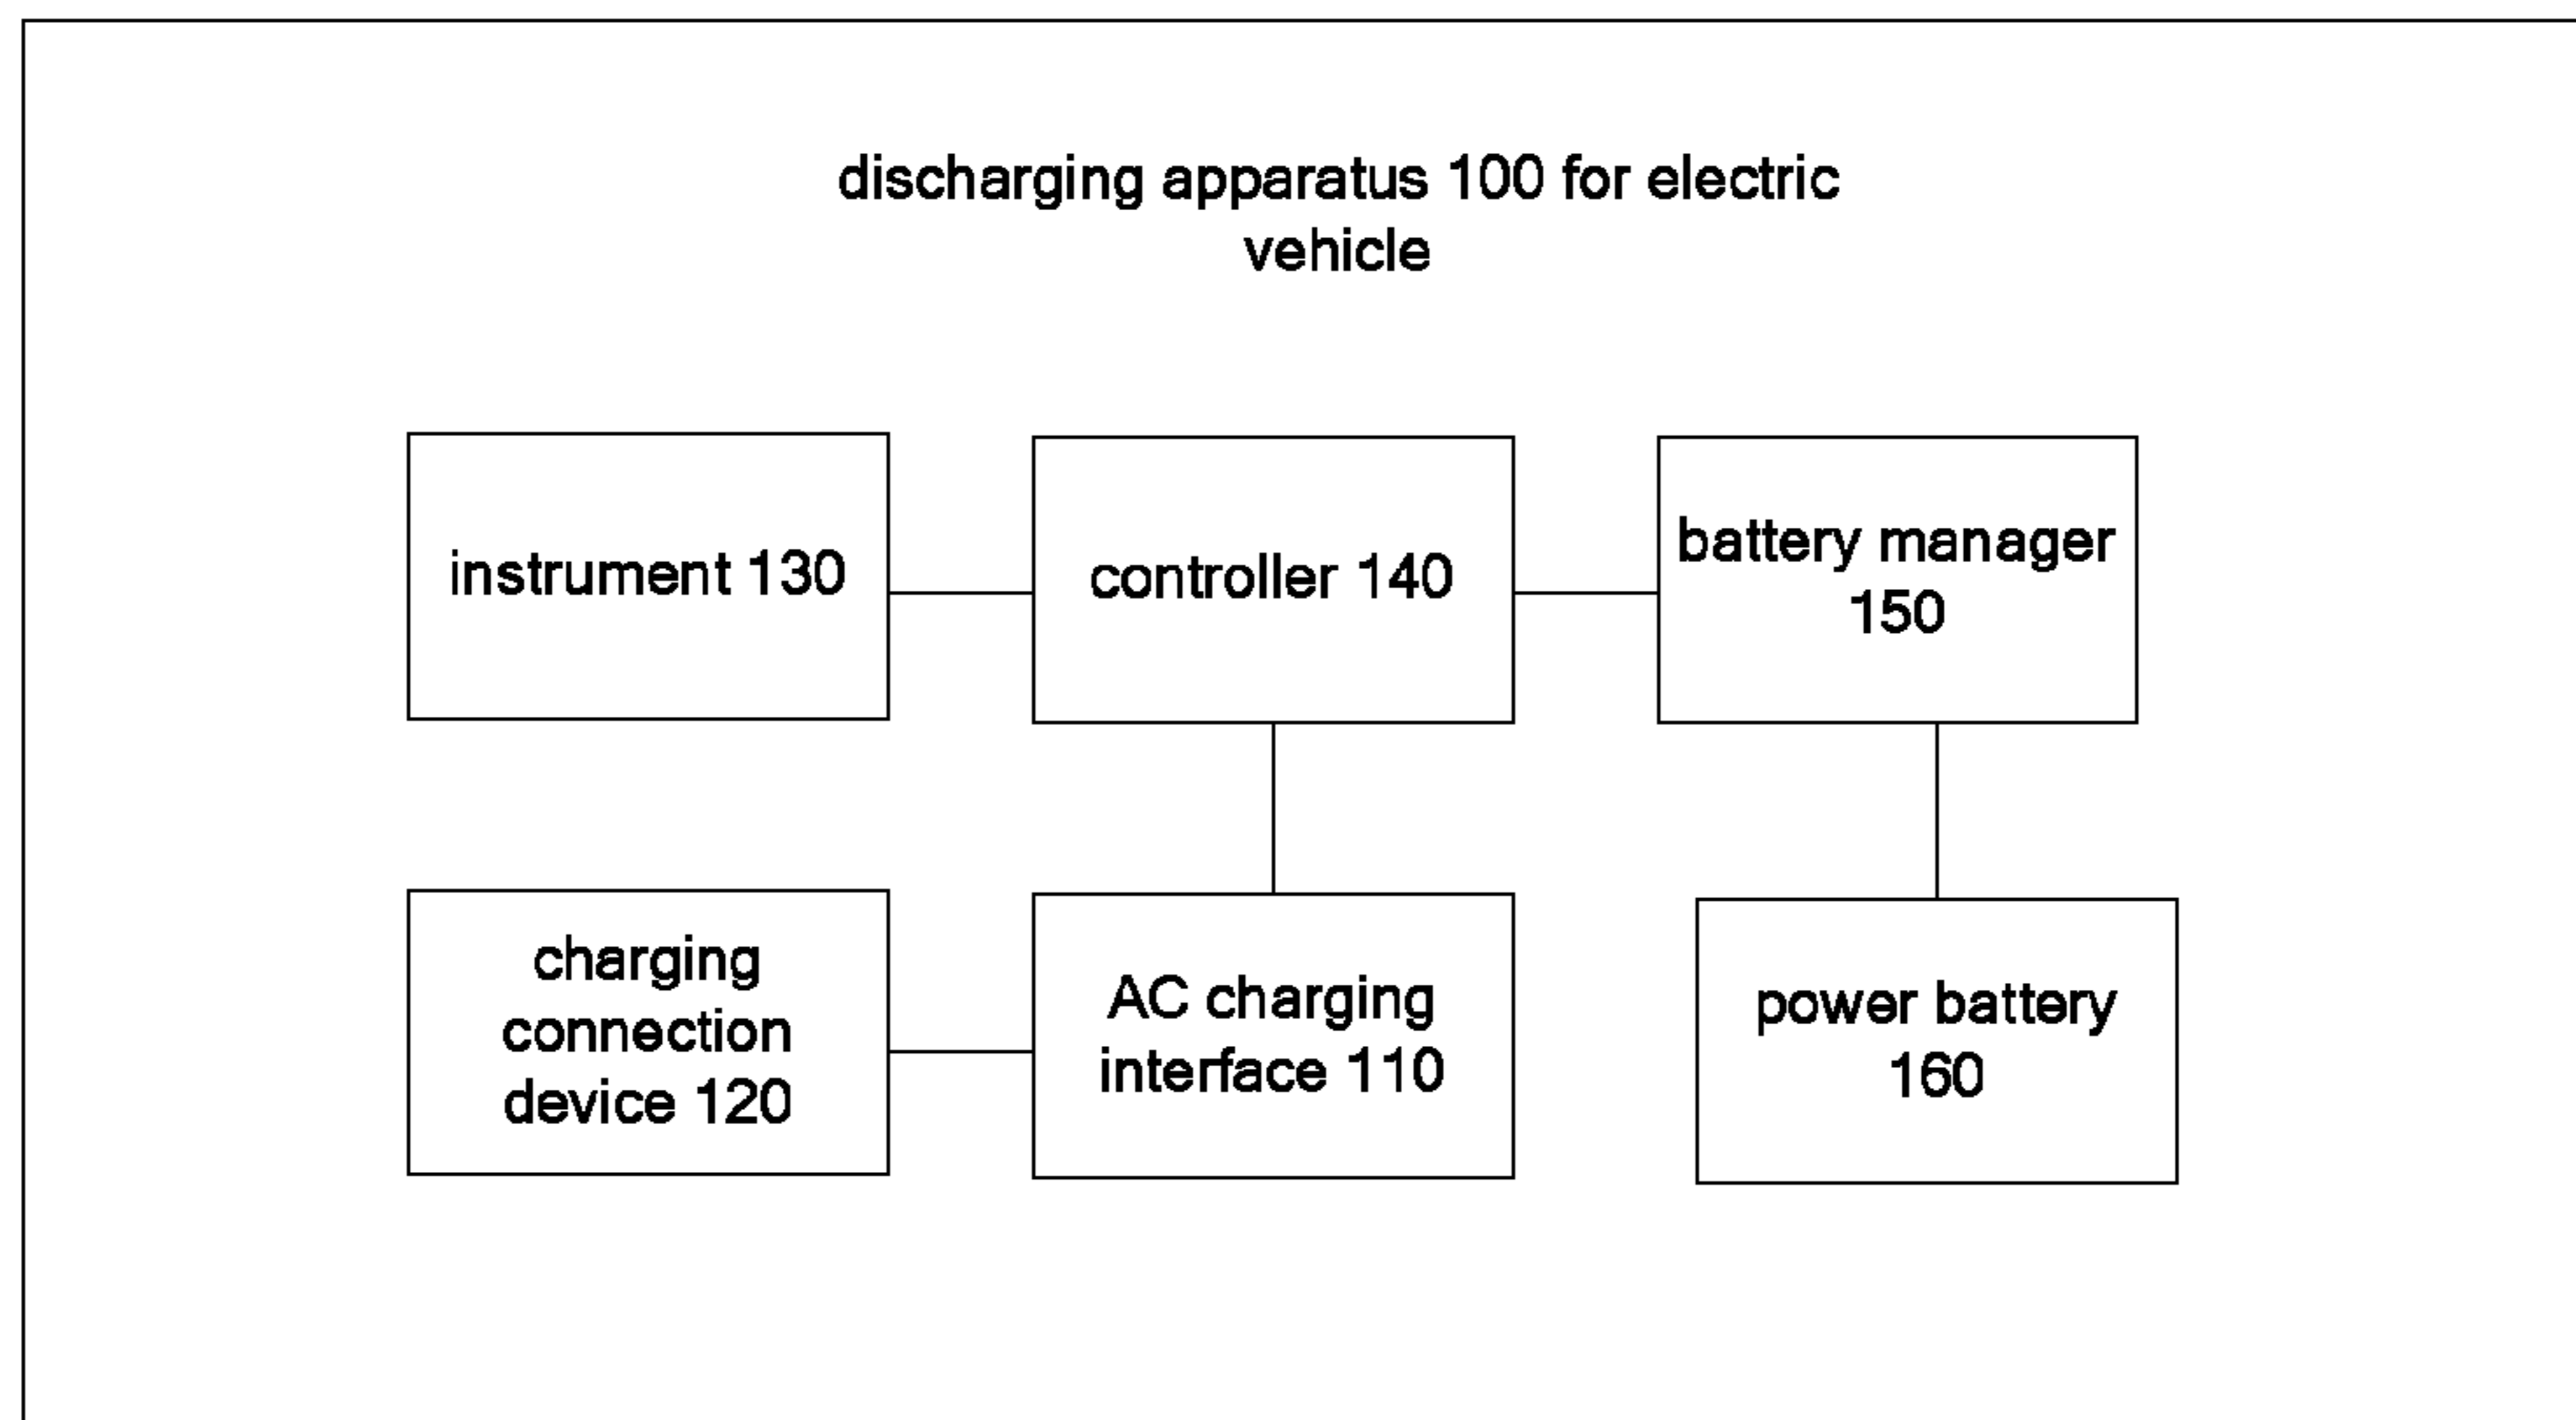 discharging apparatus 100 for electric
vehicle
instrument 130
controller 140
battery manager
150
charging
connection
device 120
AC charging
interface 110
power battery
160